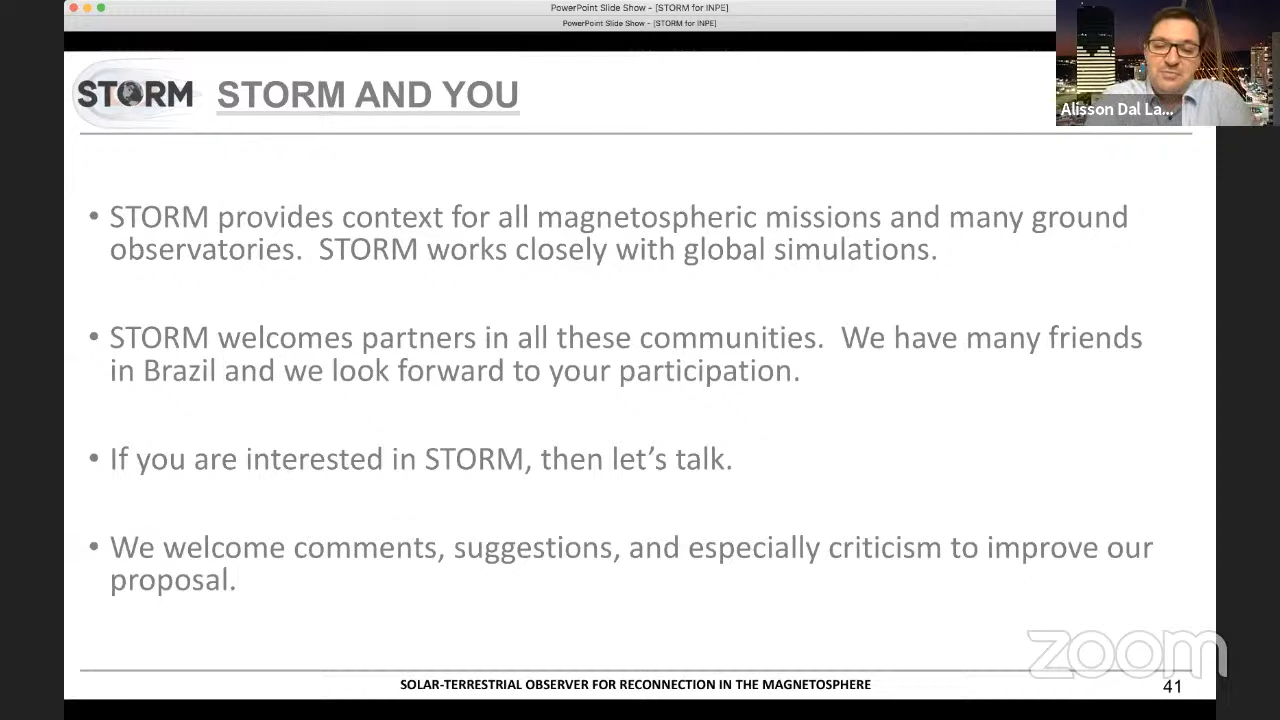 PowerPoint Slide Show - [STORM for INPE]
PowerPoint Slide Show - [STORM for INPE]
STORM
STORM AND YOU
Alisson Dal La...
• STORM provides context for all magnetospheric missions and many ground
observatories.  STORM works closely with global simulations.
• STORM welcomes partners in all these communities.  We have many friends
in Brazil and we look forward to your participation.
• If you are interested in STORM, then let’s talk.
• We welcome comments, suggestions, and especially criticism to improve our
proposal.
zoom
SOLAR-TERRESTRIAL OBSERVER FOR RECONNECTION IN THE MAGNETOSPHERE
41